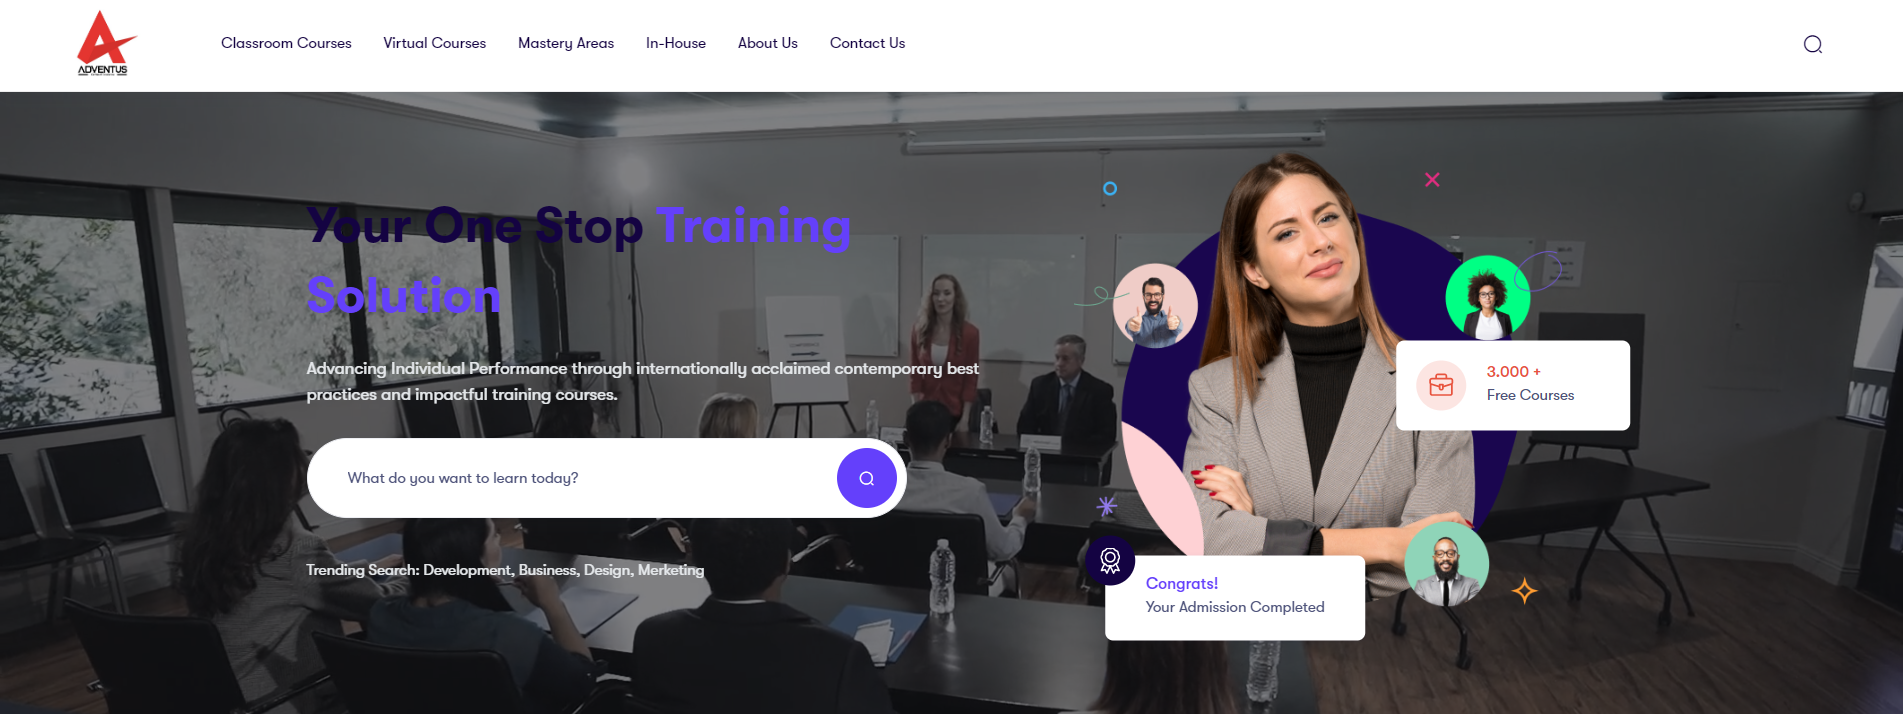 ADVENTUS
Classroom Courses Virtual Courses Mastery Areas In-House About Us Contact Us
Your One Stop Training
Solution
Advancing Individual Performance through internationally acclaimed contemporary best
practices and impactful training courses.
What do you want to learn today?
Trending Search: Development, Business, Design, Merketing
3.000 +
Free Courses
Congrats!
Your Admission Completed